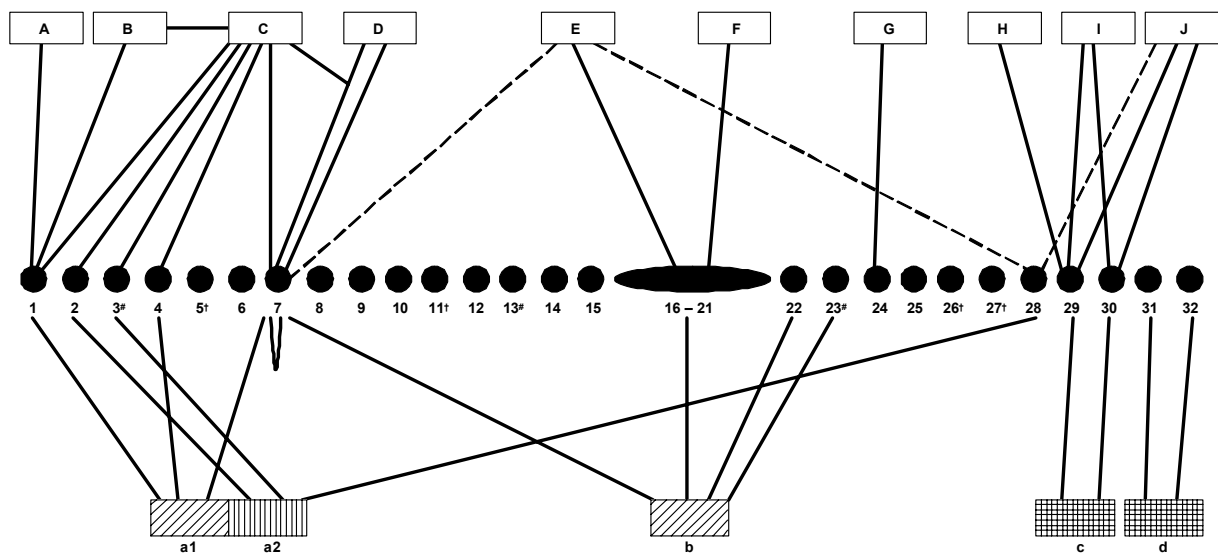 A B C D E F G H I J
1 2 3# 4 5† 6 7 8 9 10 11† 12 13# 14 15 16 – 21 22 23# 24 25 26† 27† 28 29 30 31 32
a1 a2 b c d